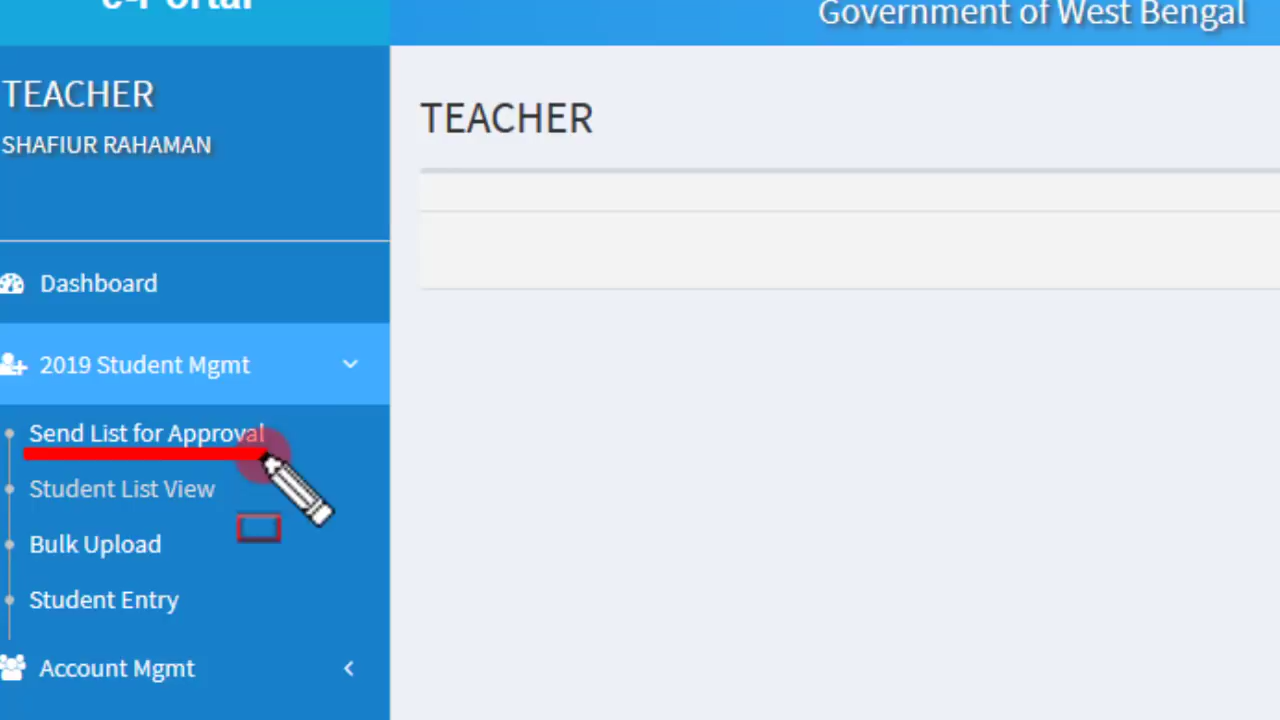 e-Portal
Government of West Bengal
TEACHER
SHAFIUR RAHAMAN
TEACHER
Dashboard
2019 Student Mgmt
Send List for Approval
Student List View
Bulk Upload
Student Entry
Account Mgmt